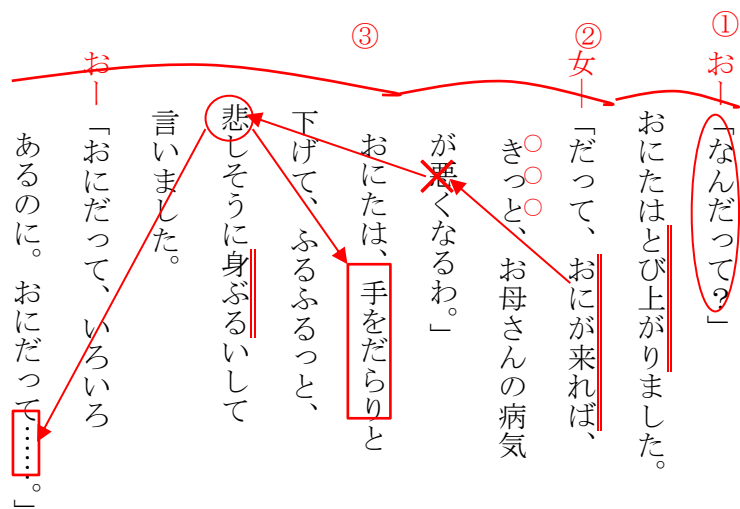 ①
おー「なんだって？」
おにたはとび上がりました。
②
女ー「だって、おにが来れば、
きっと、お母さんの病気
が悪くなるわ。」
③
おにたは、手をだらりと
下げて、ふるふるっと、
悲しそうに身ぶるいして
言いました。
おー「おにだって、いろいろ
あるのに。おにだって……。」